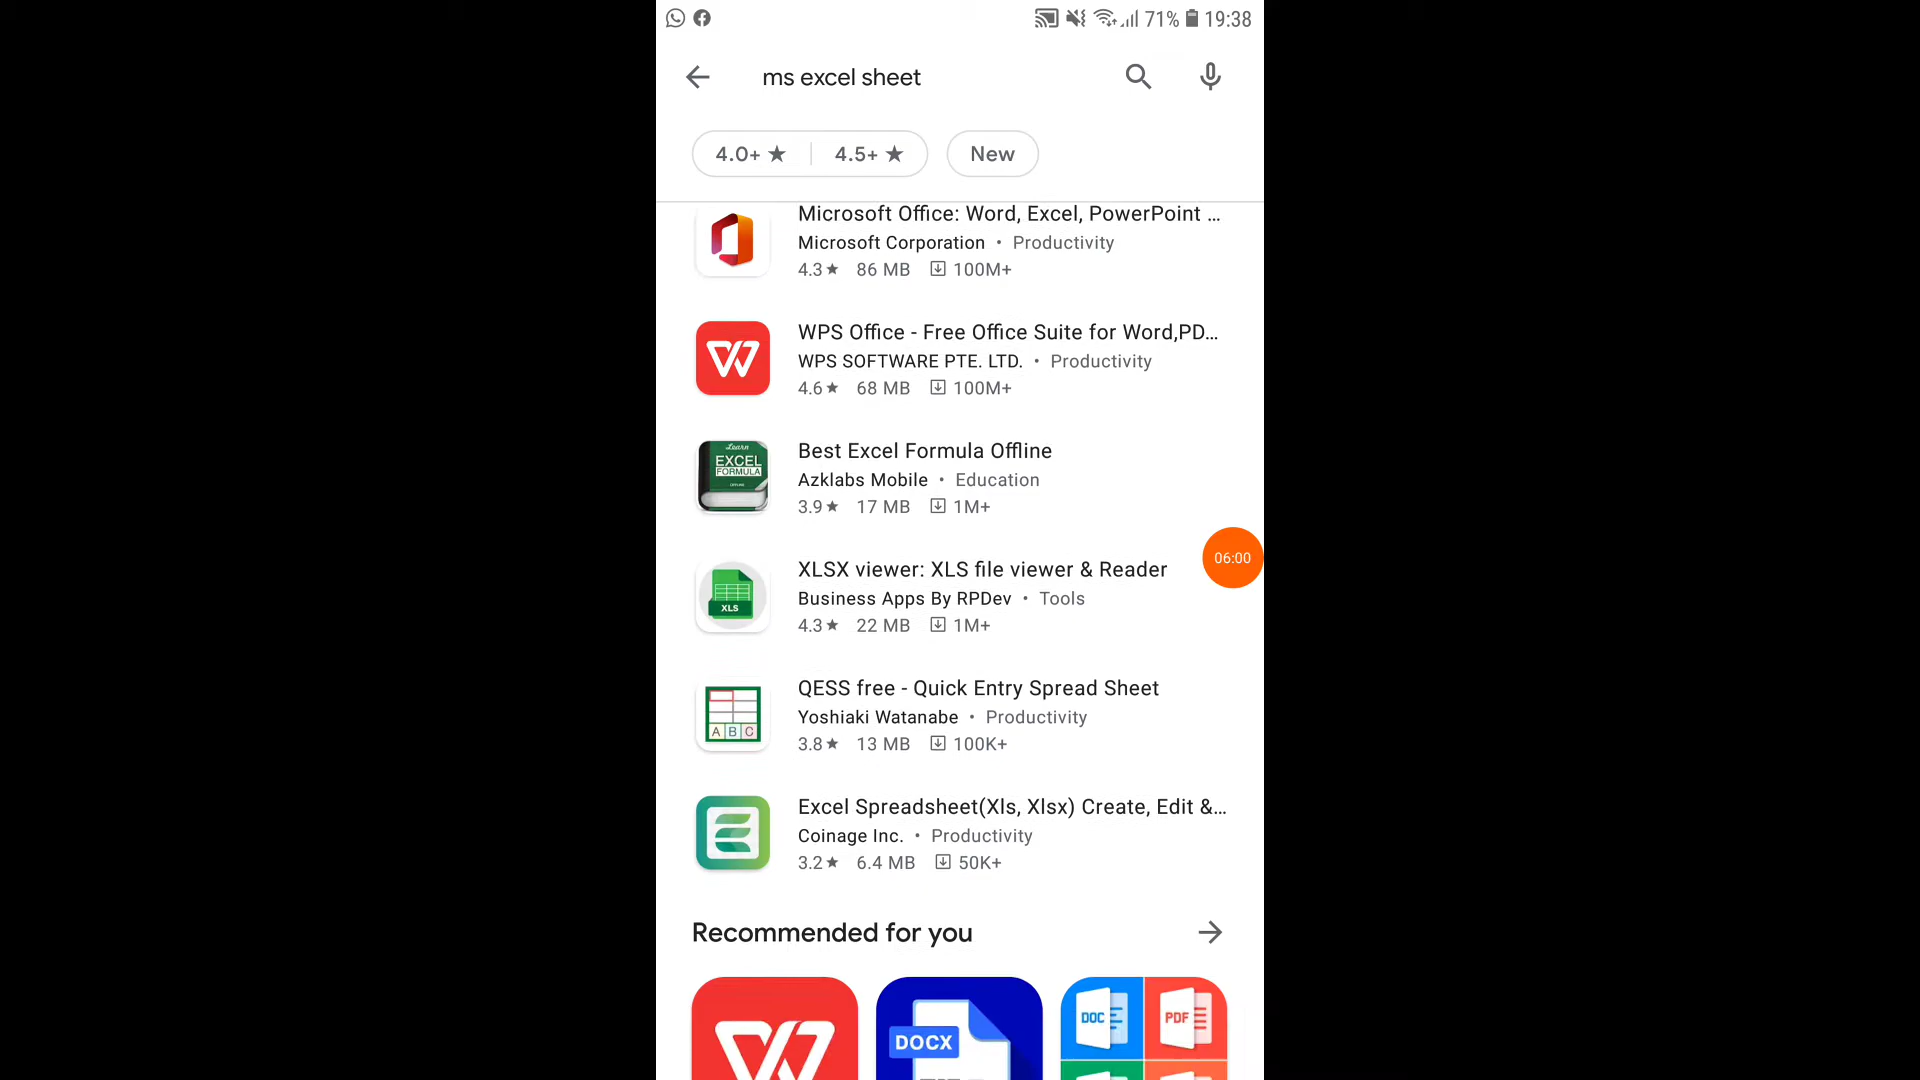 71% 19:38
ms excel sheet
4.0+ ★ 4.5+ ★ New
Microsoft Office: Word, Excel, PowerPoint ...
Microsoft Corporation • Productivity
4.3 ★ 86 MB 100M+
WPS Office - Free Office Suite for Word,PD...
WPS SOFTWARE PTE. LTD. • Productivity
4.6 ★ 68 MB 100M+
Learn
EXCEL
FORMULA
OFFLINE
Best Excel Formula Offline
Azklabs Mobile • Education
3.9 ★ 17 MB 1M+
06:00
XLS
XLSX viewer: XLS file viewer & Reader
Business Apps By RPDev • Tools
4.3 ★ 22 MB 1M+
A B C
QESS free - Quick Entry Spread Sheet
Yoshiaki Watanabe • Productivity
3.8 ★ 13 MB 100K+
Excel Spreadsheet(Xls, Xlsx) Create, Edit &...
Coinage Inc. • Productivity
3.2 ★ 6.4 MB 50K+
Recommended for you
DOCX
DOC PDF